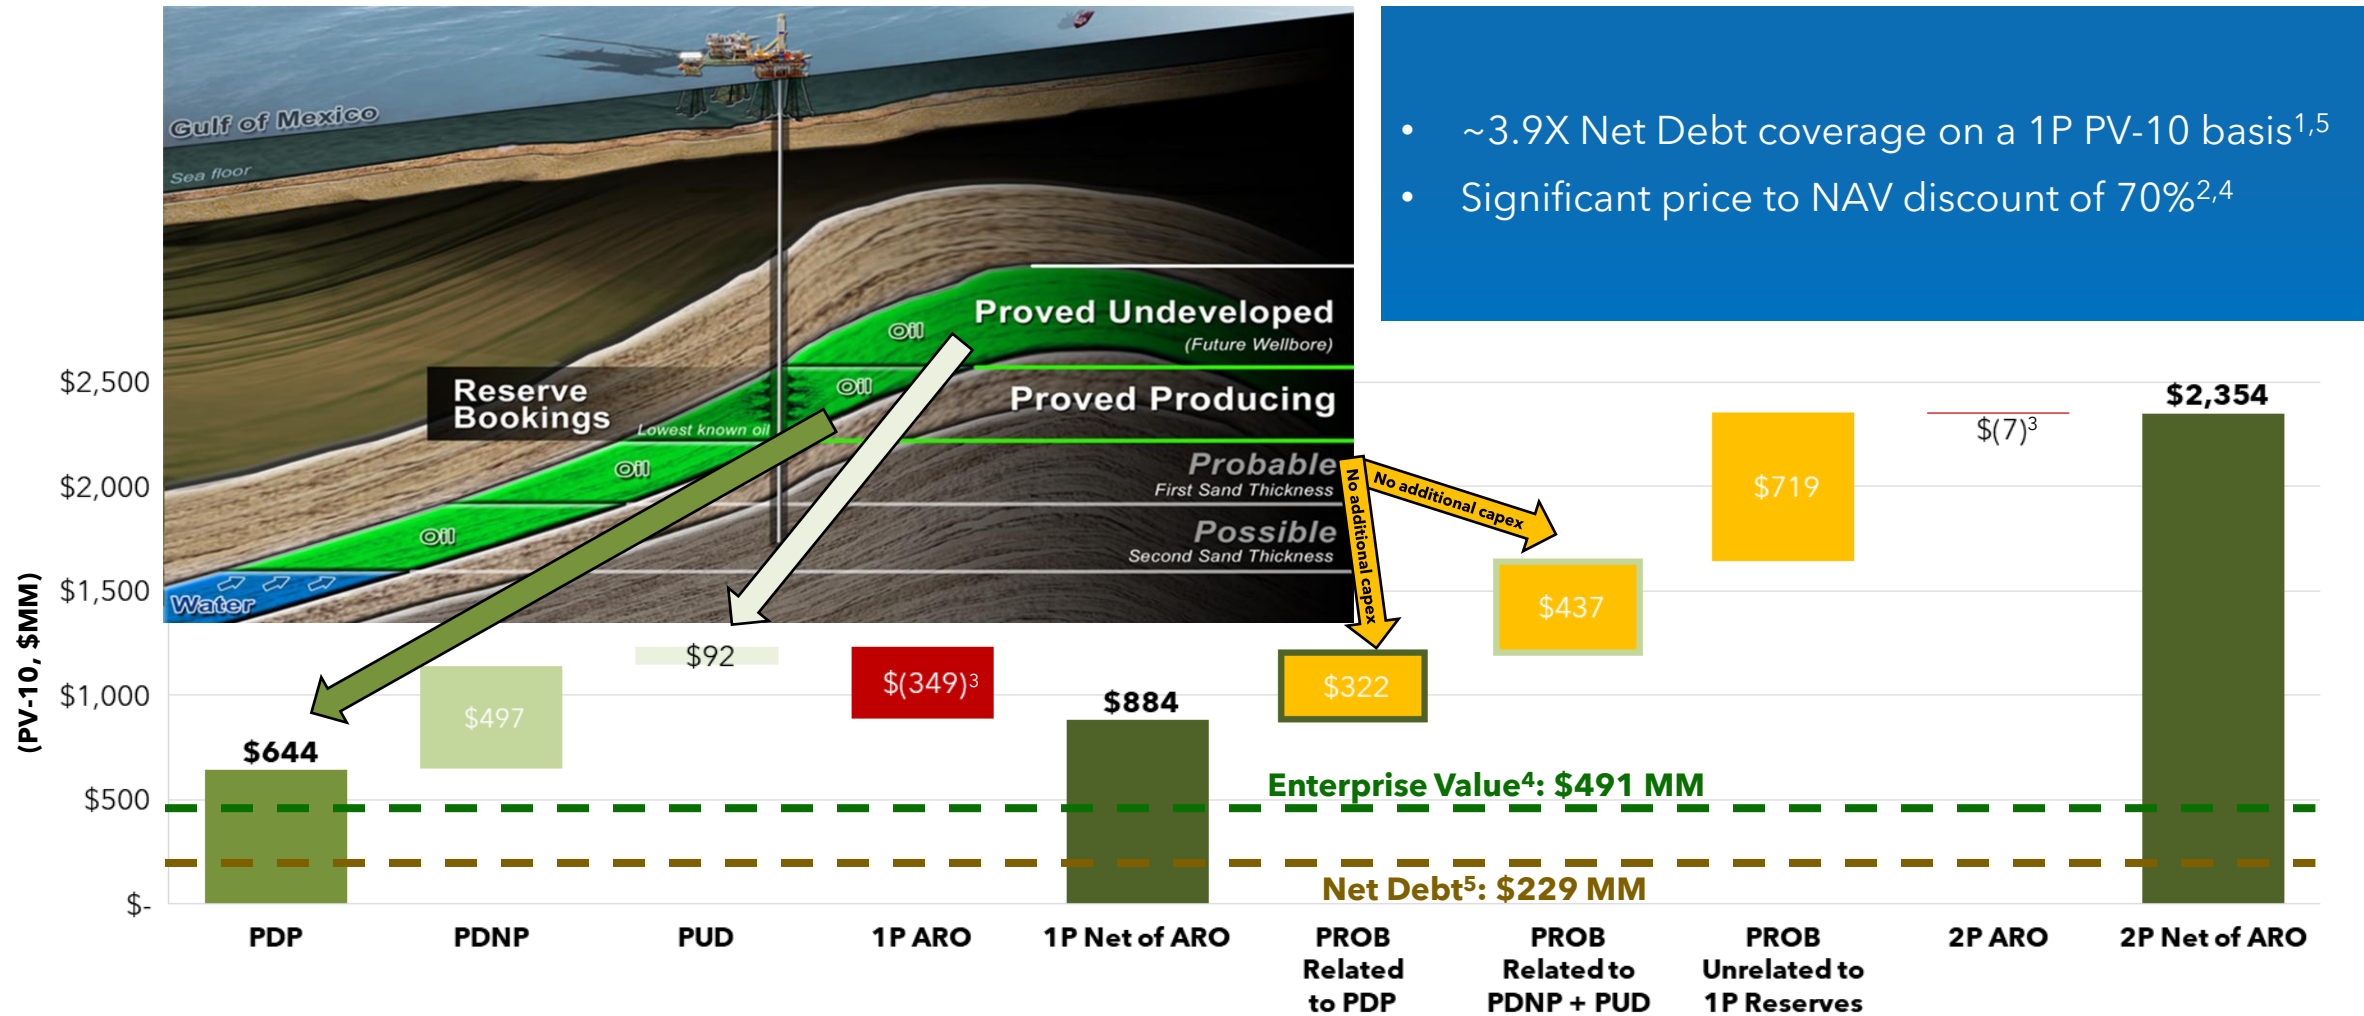 Gulf of Mexico
Sea floor
Oil
Proved Undeveloped
(Future Wellbore)
Reserve
Bookings
Oil
Proved Producing
Lowest known oil
Oil
Probable
First Sand Thickness
Oil
Possible
Second Sand Thickness
Water
• ~3.9X Net Debt coverage on a 1P PV-10 basis1,5
• Significant price to NAV discount of 70%2,4
No additional capex
No additional capex
(PV-10, $MM)
$2,500
$2,000
$1,500
$1,000
$500
$-
$644
$497
$92
$(349)3
$884
$322
$437
$719
$(7)3
$2,354
Enterprise Value4: $491 MM
Net Debt5: $229 MM
PDP
PDNP
PUD
1P ARO
1P Net of ARO
PROB
Related
to PDP
PROB
Related to
PDNP + PUD
PROB
Unrelated to
1P Reserves
2P ARO
2P Net of ARO